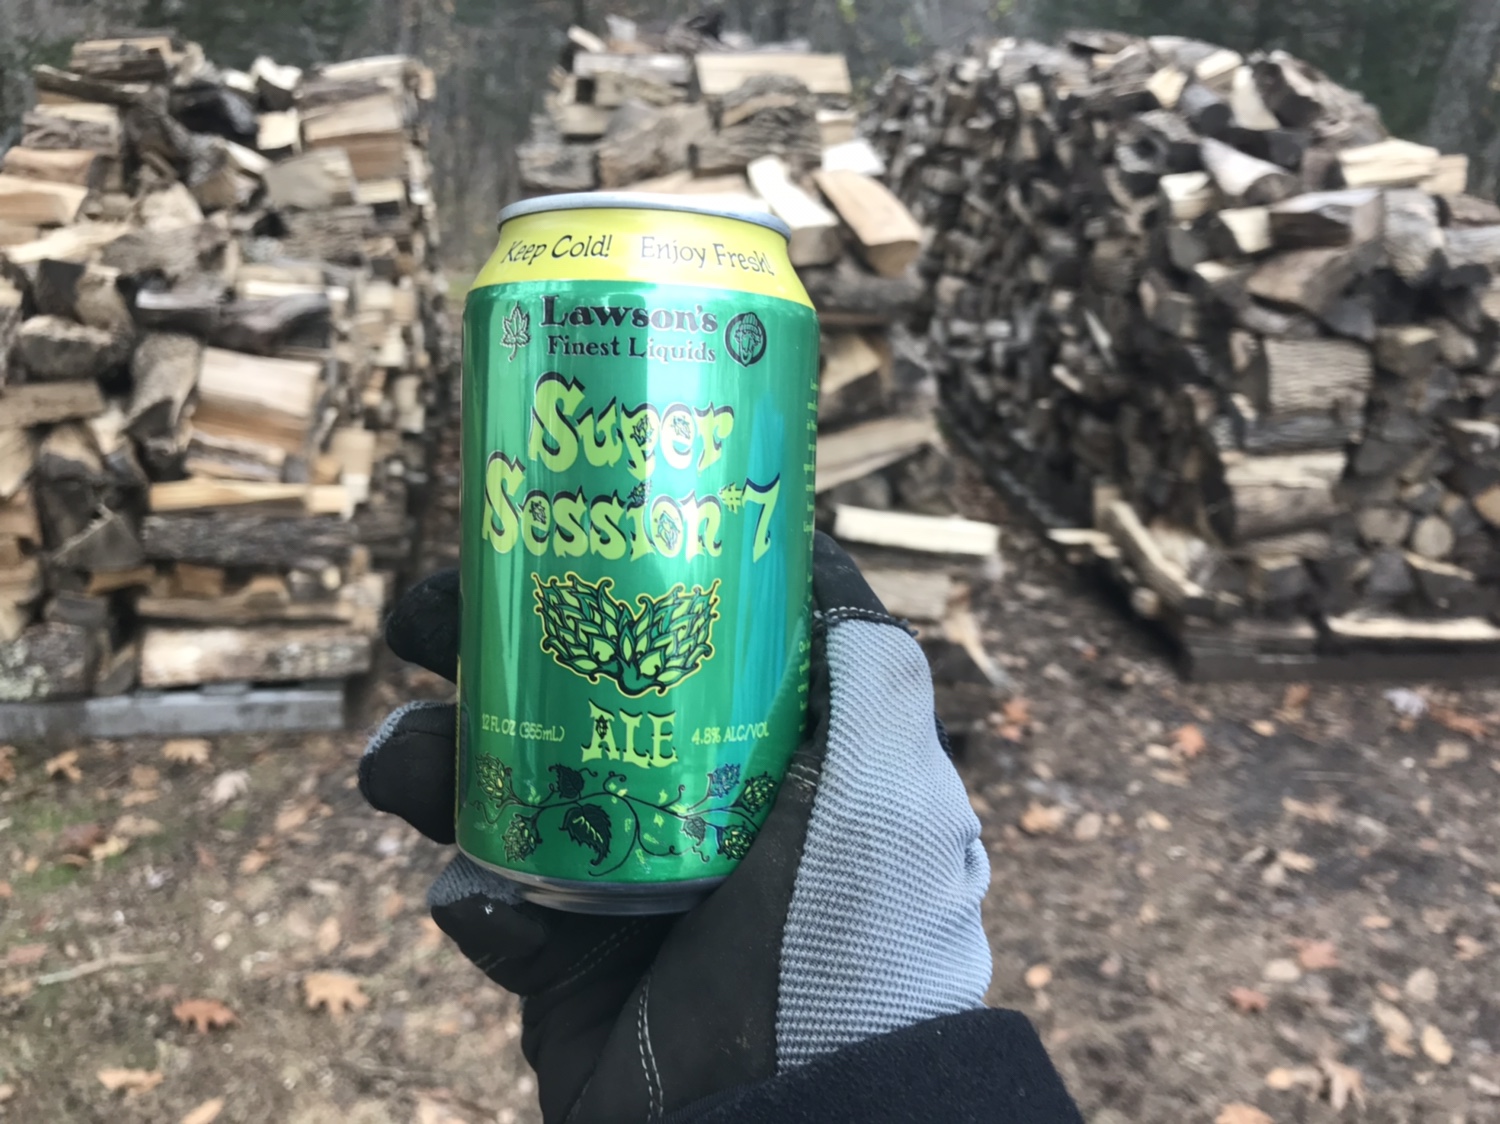 Keep Cold! Enjoy Fresh!
Lawson's
Finest Liquids
Super
Session #7
ALE
12 FL OZ (355mL)
4.8% ALC/VOL